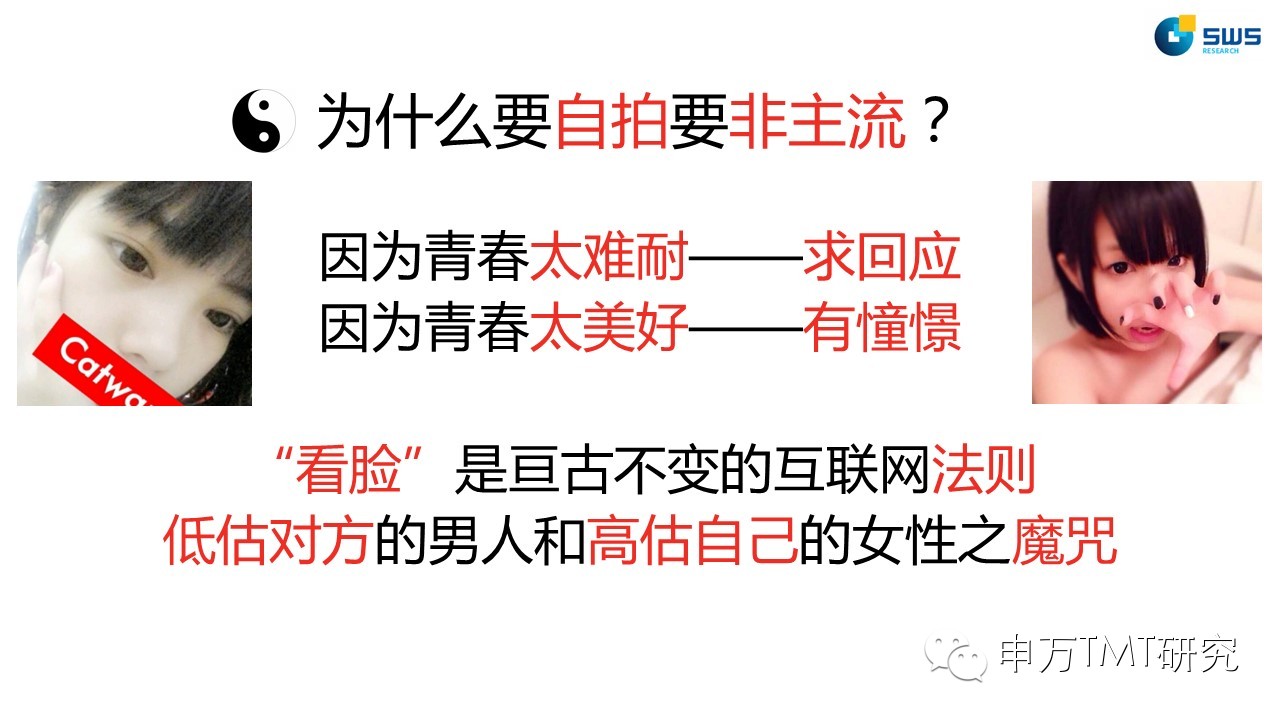 SWS
RESEARCH
为什么要自拍要非主流？
因为青春太难耐——求回应
因为青春太美好——有憧憬
Catwa
“看脸”是亘古不变的互联网法则
低估对方的男人和高估自己的女性之魔咒
申万TMT研究